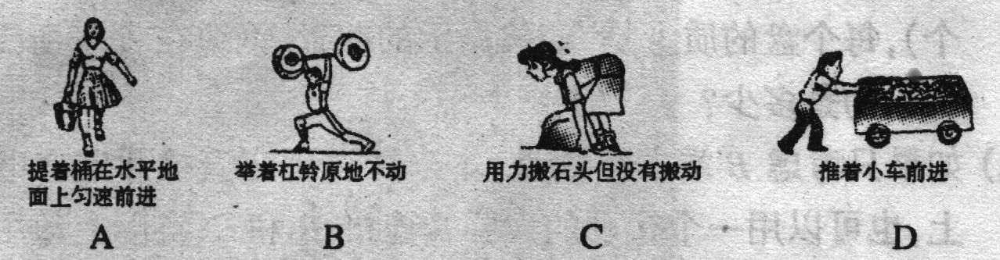 提着桶在水平地
面上匀速前进
举着杠铃原地不动
用力搬石头但没有搬动
推着小车前进
A
B
C
D